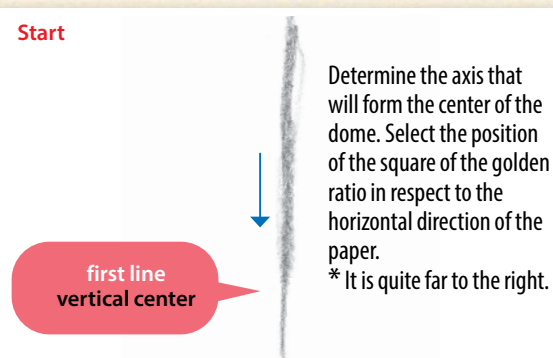 Start
Determine the axis that
will form the center of the
dome. Select the position
of the square of the golden
ratio in respect to the
horizontal direction of the
paper.
* It is quite far to the right.
first line
vertical center